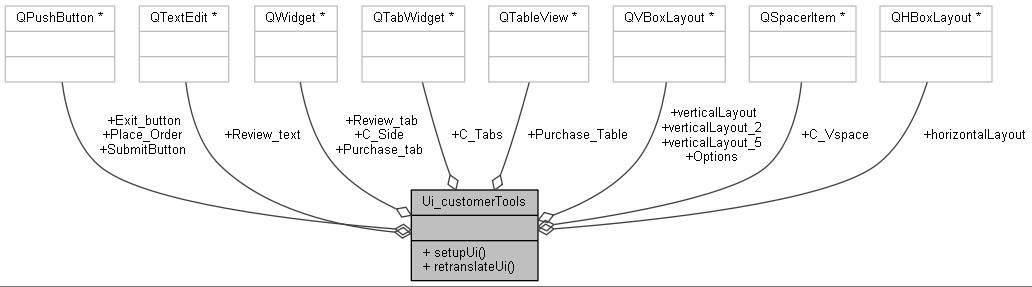 QPushButton *
QTextEdit *
QWidget *
QTabWidget *
QTableView *
QVBoxLayout *
QSpacerItem *
QHBoxLayout *
+Exit_button
+Place_Order
+SubmitButton
+Review_text
+Review_tab
+C_Side
+Purchase_tab
+C_Tabs
+Purchase_Table
+verticalLayout
+verticalLayout_2
+verticalLayout_5
+Options
+C_Vspace
+horizontalLayout
Ui_customerTools
+ setupUi()
+ retranslateUi()